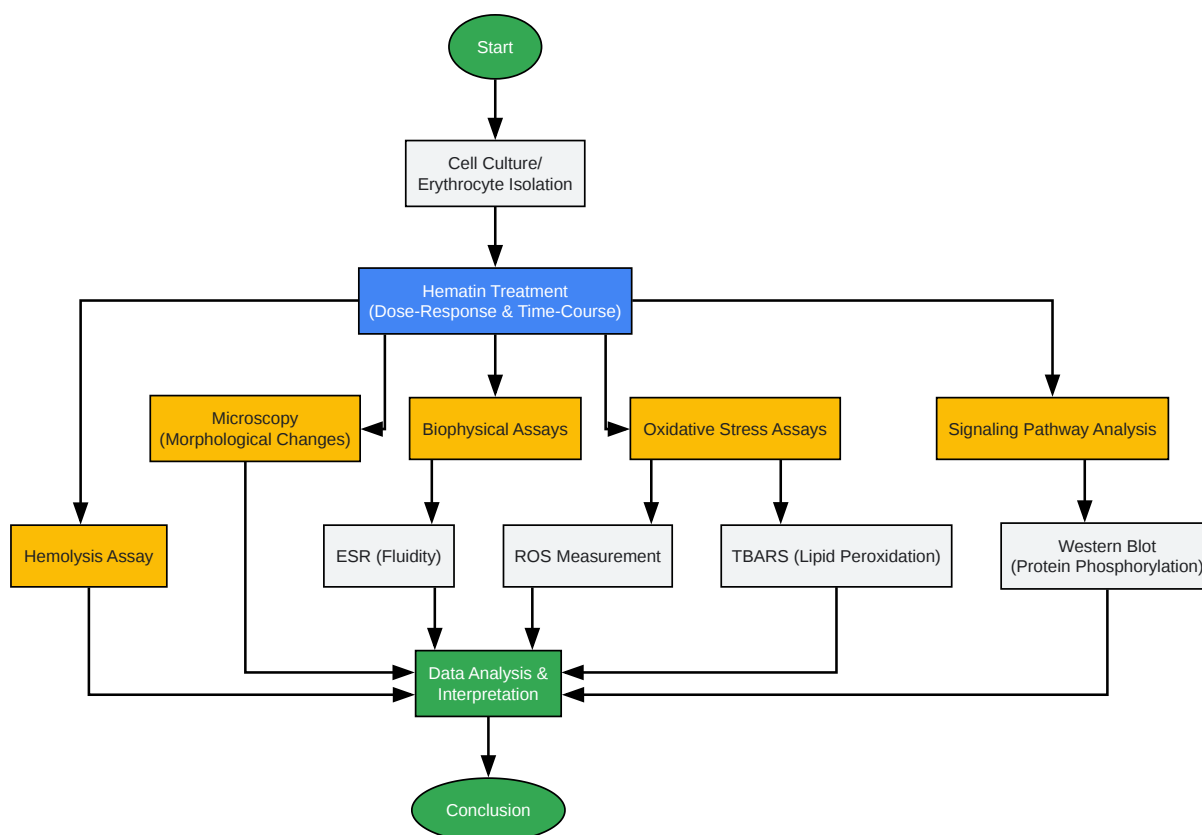 Start
Cell Culture/
Erythrocyte Isolation
Hematin Treatment
(Dose-Response & Time-Course)
Microscopy
(Morphological Changes)
Biophysical Assays
Oxidative Stress Assays
Signaling Pathway Analysis
Hemolysis Assay
ESR (Fluidity)
ROS Measurement
TBARS (Lipid Peroxidation)
Western Blot
(Protein Phosphorylation)
Data Analysis &
Interpretation
Conclusion